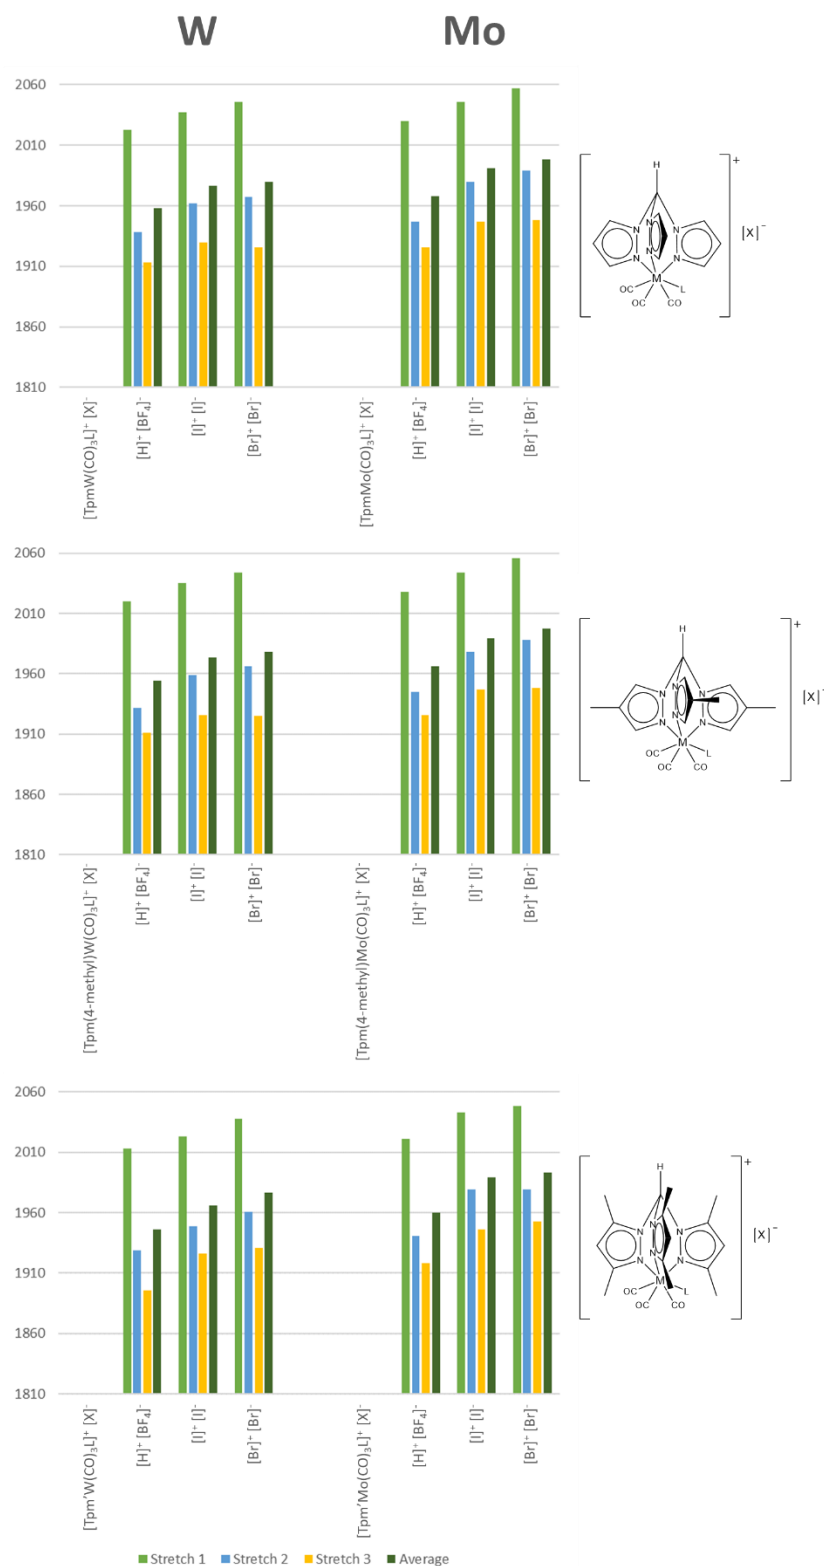 W Mo
2060
2010
1960
1910
1860
1810
[TpmW(CO)₃L]⁺ [X]⁻
[H]⁺ [BF₄]⁻
[I]⁺ [I]⁻
[Br]⁺ [Br]⁻
[TpmMo(CO)₃L]⁺ [X]⁻
[H]⁺ [BF₄]⁻
[I]⁺ [I]⁻
[Br]⁺ [Br]⁻
H
+
[X]⁻
N N N
N N N
M
OC L
OC CO
2060
2010
1960
1910
1860
1810
[Tpm(4-methyl)W(CO)₃L]⁺ [X]⁻
[H]⁺ [BF₄]⁻
[I]⁺ [I]⁻
[Br]⁺ [Br]⁻
[Tpm(4-methyl)Mo(CO)₃L]⁺ [X]⁻
[H]⁺ [BF₄]⁻
[I]⁺ [I]⁻
[Br]⁺ [Br]⁻
H
+
[X]⁻
N N N
N N N
M
OC L
OC CO
2060
2010
1960
1910
1860
1810
[Tpm'W(CO)₃L]⁺ [X]⁻
[H]⁺ [BF₄]⁻
[I]⁺ [I]⁻
[Br]⁺ [Br]⁻
[Tpm'Mo(CO)₃L]⁺ [X]⁻
[H]⁺ [BF₄]⁻
[I]⁺ [I]⁻
[Br]⁺ [Br]⁻
H
+
[X]⁻
N N N
N N N
M
OC L
OC CO
Stretch 1 Stretch 2 Stretch 3 Average